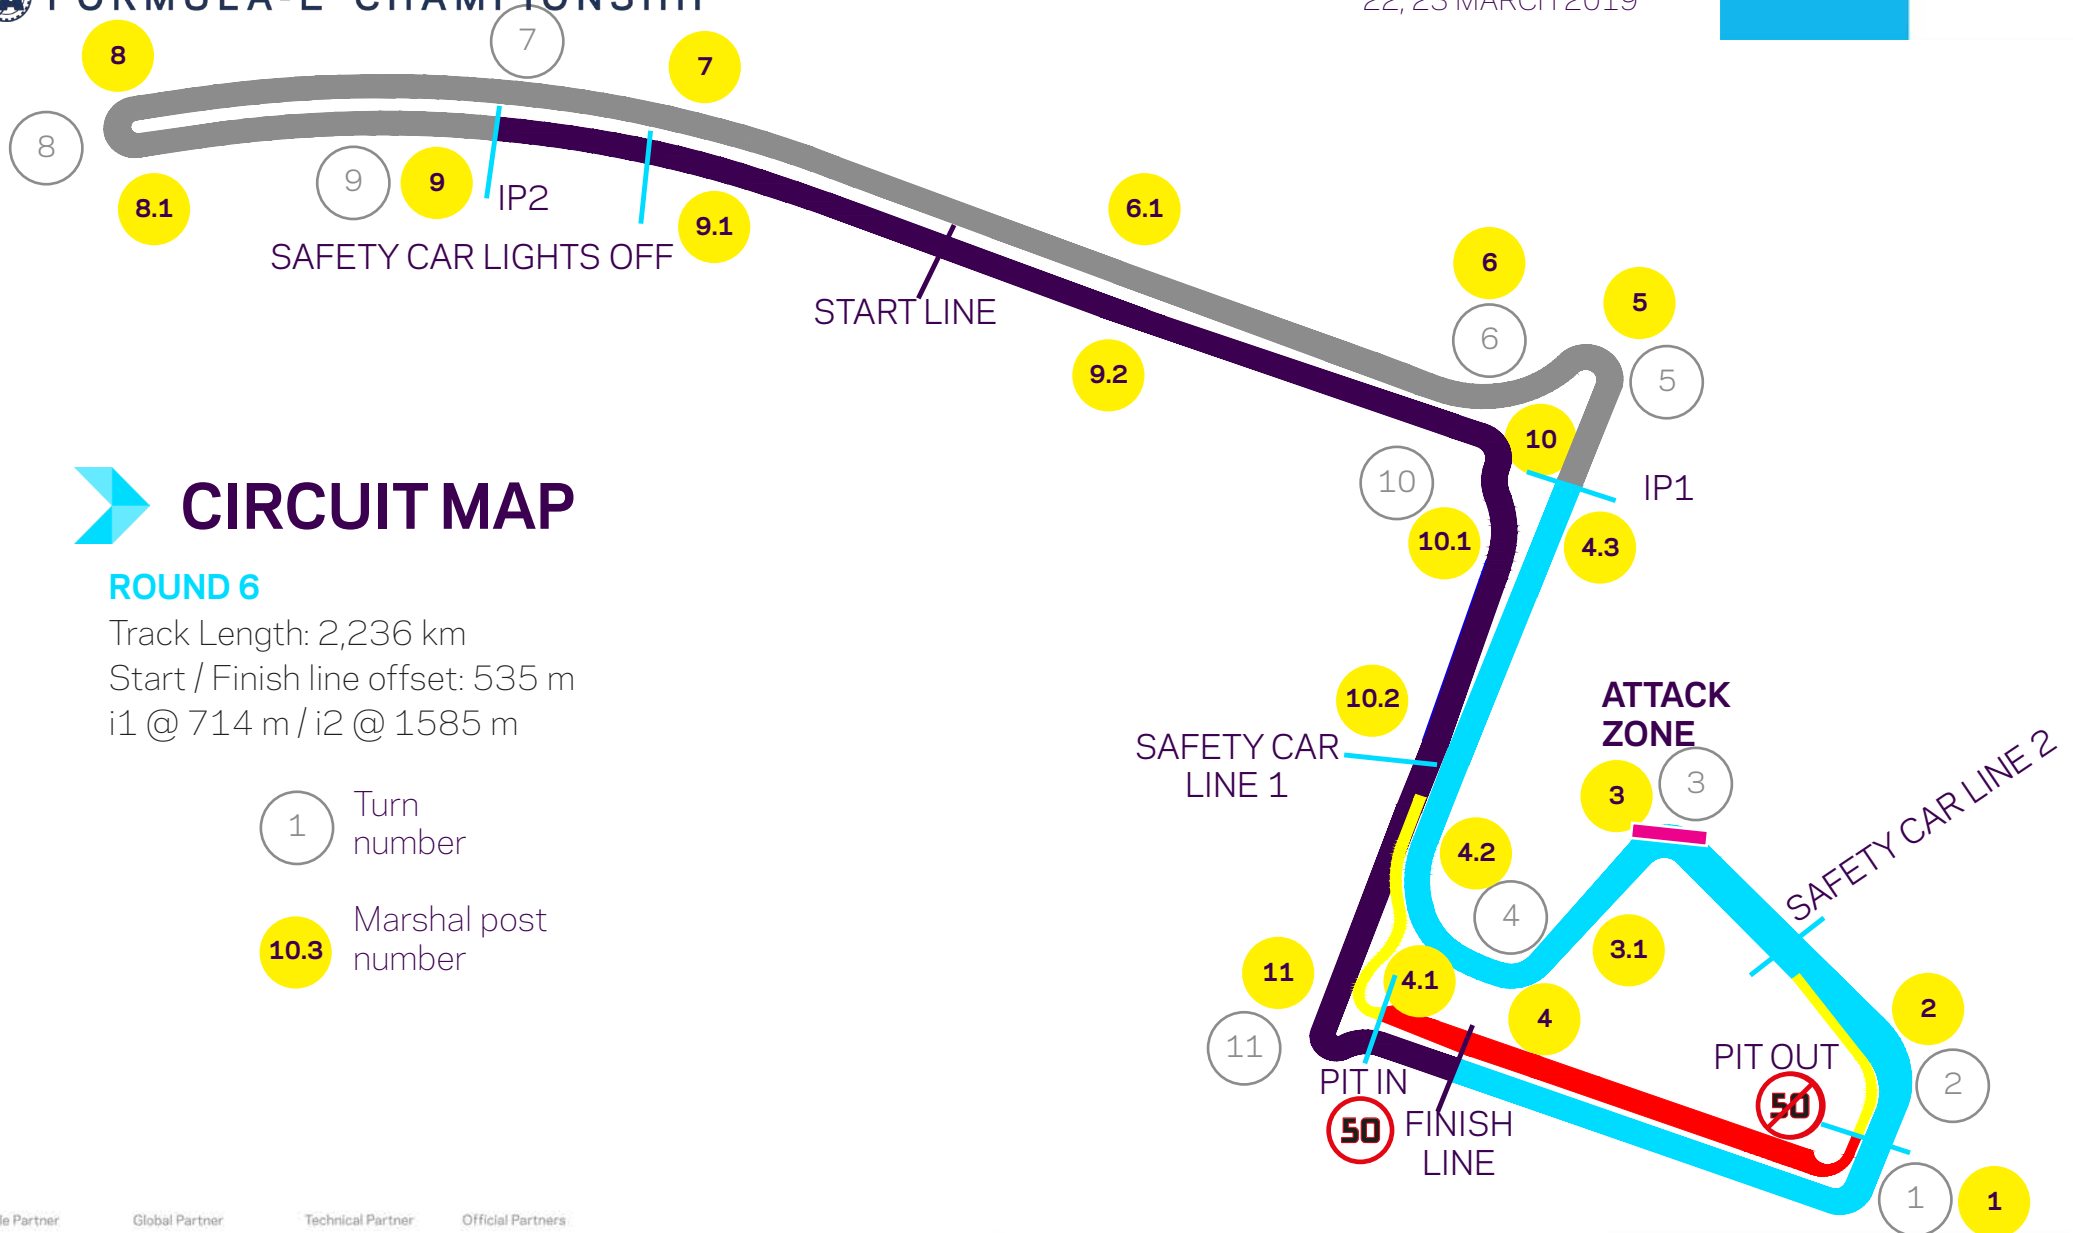 FORMULA-E CHAMPIONSHIP
22, 23 MARCH 2019
8
7
7
8
9
9
8.1
IP2
9.1
SAFETY CAR LIGHTS OFF
START LINE
6.1
6
5
6
5
9.2
10
10
IP1
10.1
4.3
CIRCUIT MAP
ROUND 6
Track Length: 2,236 km
Start / Finish line offset: 535 m
i1 @ 714 m / i2 @ 1585 m
1
Turn
number
10.3
Marshal post
number
10.2
SAFETY CAR
LINE 1
ATTACK
ZONE
3
3
SAFETY CAR LINE 2
4.2
4
3.1
11
4.1
4
11
2
2
PIT IN
50
FINISH
LINE
PIT OUT
50
1
1
Partner
Global Partner
Technical Partner
Official Partners